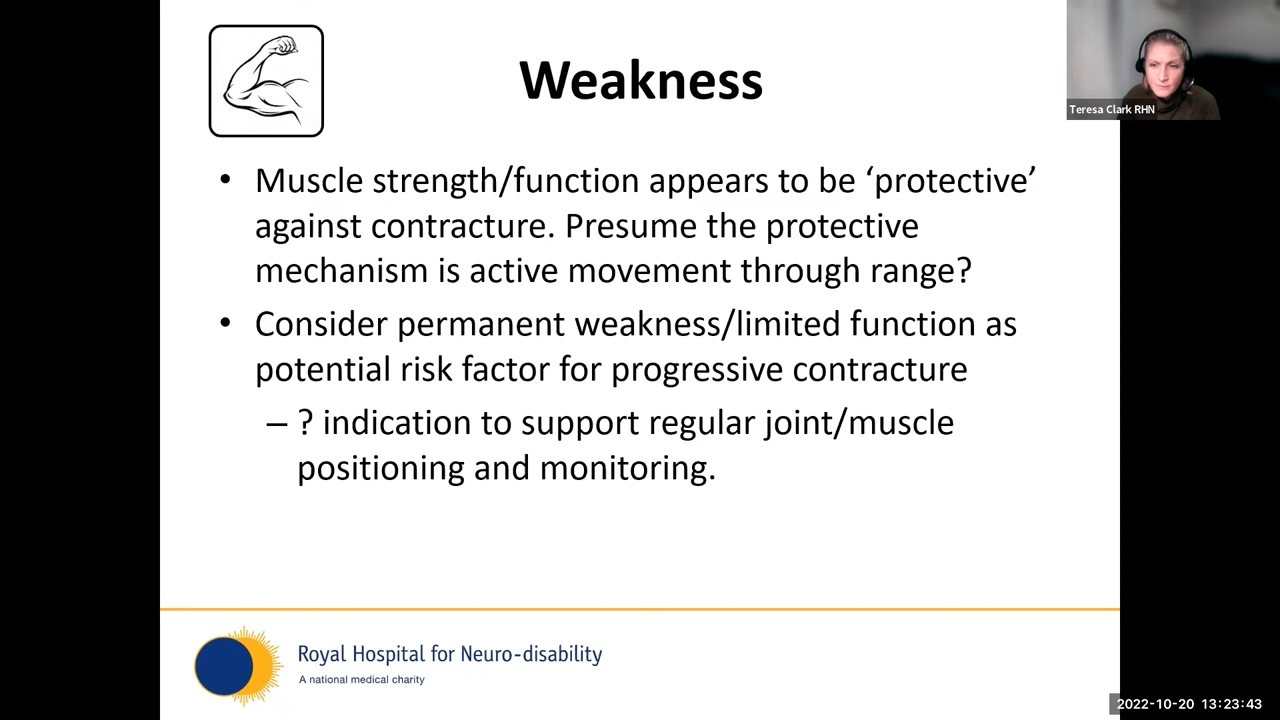 Weakness
Teresa Clark RHN
• Muscle strength/function appears to be ‘protective’
against contracture. Presume the protective
mechanism is active movement through range?
• Consider permanent weakness/limited function as
potential risk factor for progressive contracture
– ? indication to support regular joint/muscle
positioning and monitoring.
Royal Hospital for Neuro-disability
A national medical charity
2022-10-20 13:23:43